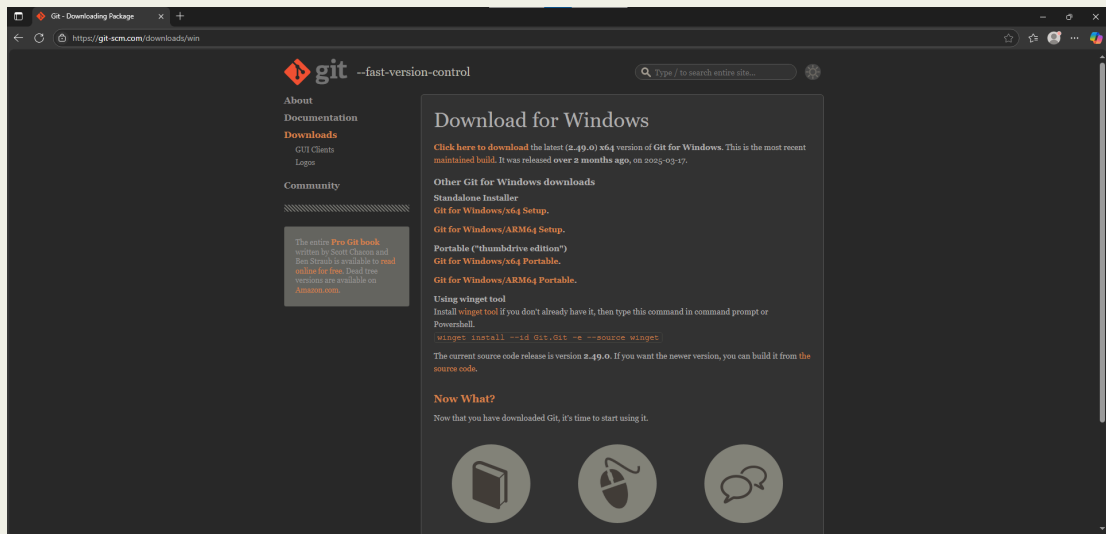 Git - Downloading Package
https://git-scm.com/downloads/win
git --fast-version-control
Type / to search entire site...
About
Documentation
Downloads
GUI Clients
Logos
Community
The entire Pro Git book
written by Scott Chacon and
Ben Straub is available to read
online for free. Dead tree
versions are available on
Amazon.com.
Download for Windows
Click here to download the latest (2.49.0) x64 version of Git for Windows. This is the most recent
maintained build. It was released over 2 months ago, on 2025-03-17.
Other Git for Windows downloads
Standalone Installer
Git for Windows/x64 Setup.
Git for Windows/ARM64 Setup.
Portable ("thumbdrive edition")
Git for Windows/x64 Portable.
Git for Windows/ARM64 Portable.
Using winget tool
Install winget tool if you don't already have it, then type this command in command prompt or
Powershell.
winget install --id Git.Git -e --source winget
The current source code release is version 2.49.0. If you want the newer version, you can build it from the
source code.
Now What?
Now that you have downloaded Git, it's time to start using it.